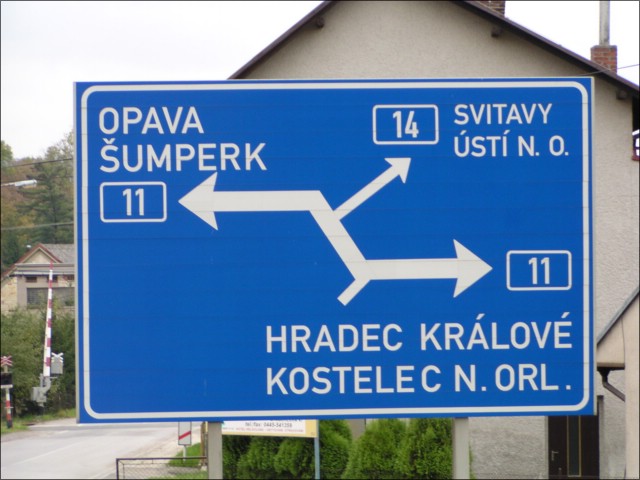 OPAVA
ŠUMPERK
11
14
SVITAVY
ÚSTÍ N. O.
11
HRADEC KRÁLOVÉ
KOSTELEC N. ORL.